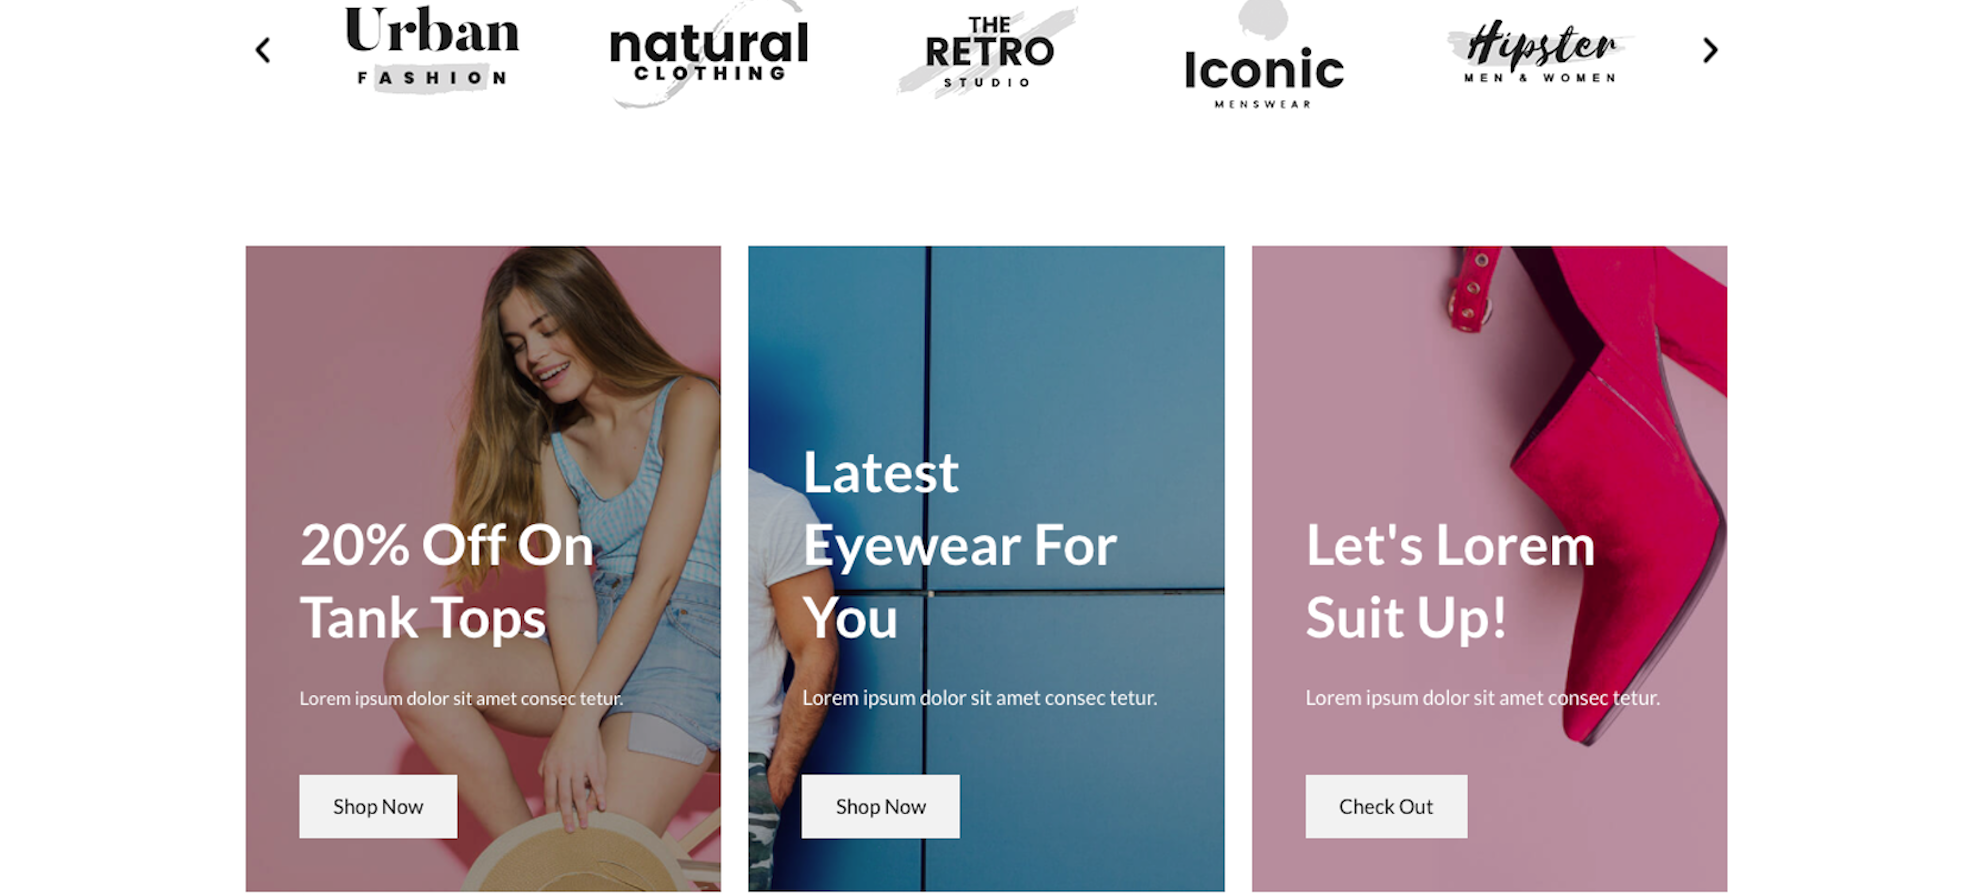 Urban
FASHION
natural
CLOTHING
THE
RETRO
STUDIO
Iconic
MENSWEAR
Hipster
MEN & WOMEN
20% Off On
Tank Tops
Lorem ipsum dolor sit amet consec tetur.
Shop Now
Latest
Eyewear For
You
Lorem ipsum dolor sit amet consec tetur.
Shop Now
Let's Lorem
Suit Up!
Lorem ipsum dolor sit amet consec tetur.
Check Out